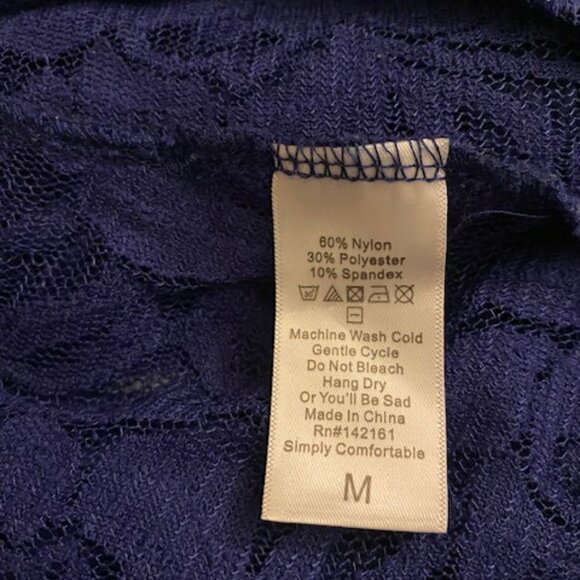 60% Nylon
30% Polyester
10% Spandex
30°
Machine Wash Cold
Gentle Cycle
Do Not Bleach
Hang Dry
Or You'll Be Sad
Made In China
Rn#142161
Simply Comfortable
M